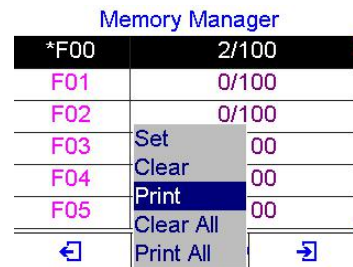 Memory Manager
*F00 2/100
F01 0/100
F02 0/100
F03 Set 00
Clear
F04 00
Print
F05 00
Clear All
Print All